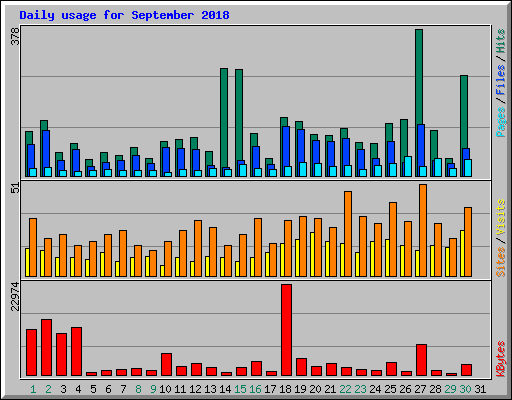 Daily usage for September 2018
378
Pages / Files / Hits
51
Sites / Visits
22974
KBytes
1 2 3 4 5 6 7 8 9 10 11 12 13 14 15 16 17 18 19 20 21 22 23 24 25 26 27 28 29 30 31